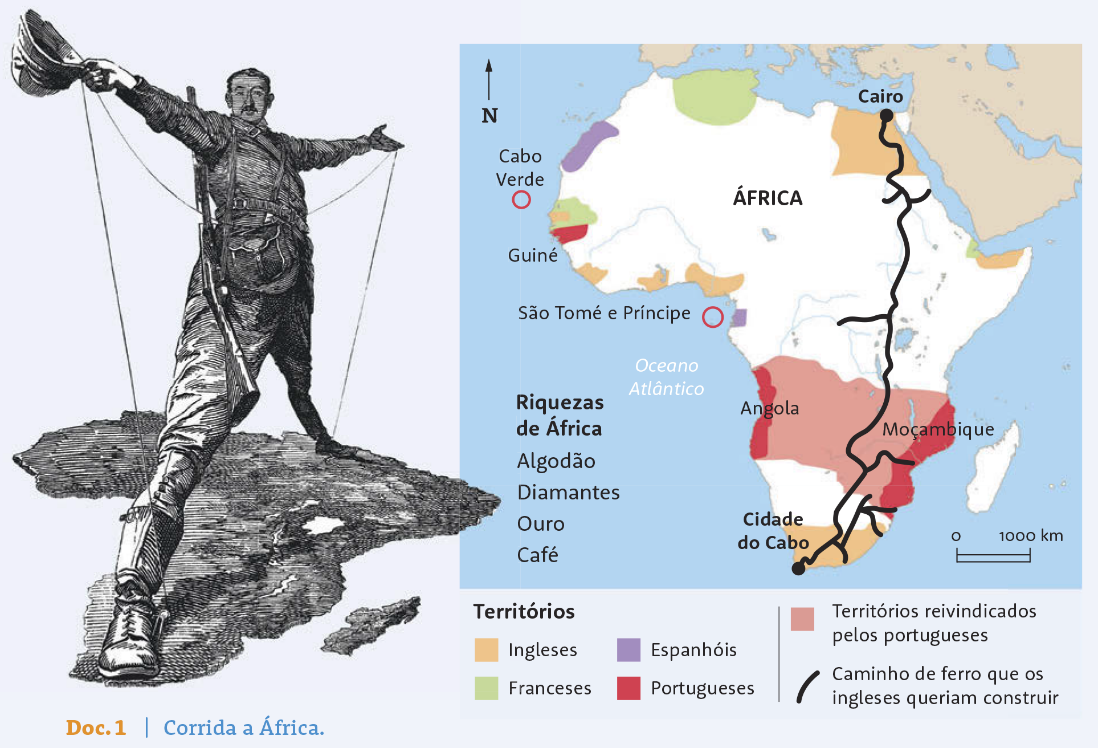 N
Cairo
Cabo
Verde
ÁFRICA
Guiné
São Tomé e Príncipe
Oceano
Atlântico
Angola
Moçambique
Riquezas
de África
Algodão
Diamantes
Ouro
Café
Cidade
do Cabo
0 1000 km
Territórios
Ingleses
Franceses
Espanhóis
Portugueses
Territórios reivindicados
pelos portugueses
Caminho de ferro que os
ingleses queriam construir
Doc. 1 | Corrida a África.